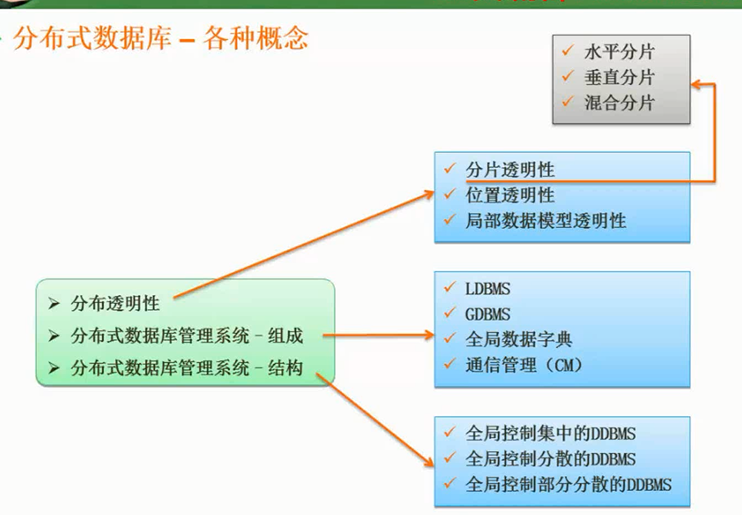 分布式数据库 – 各种概念
水平分片
垂直分片
混合分片
分片透明性
位置透明性
局部数据模型透明性
分布透明性
分布式数据库管理系统 - 组成
分布式数据库管理系统 - 结构
LDBMS
GDBMS
全局数据字典
通信管理（CM）
全局控制集中的DDBMS
全局控制分散的DDBMS
全局控制部分分散的DDBMS